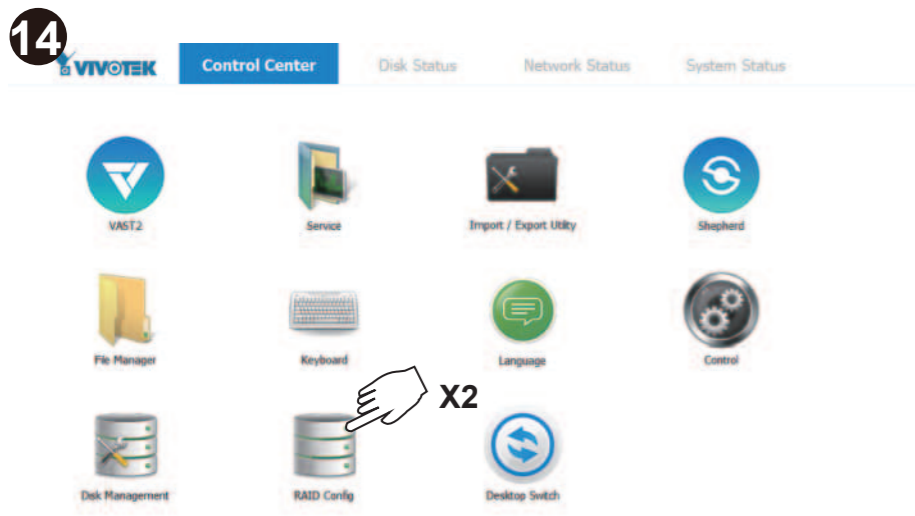 14
VIVOTEK Control Center Disk Status Network Status System Status
VAST2 Service Import / Export Utility Shepherd
File Manager Keyboard Language Control
X2
Disk Management RAID Config Desktop Switch